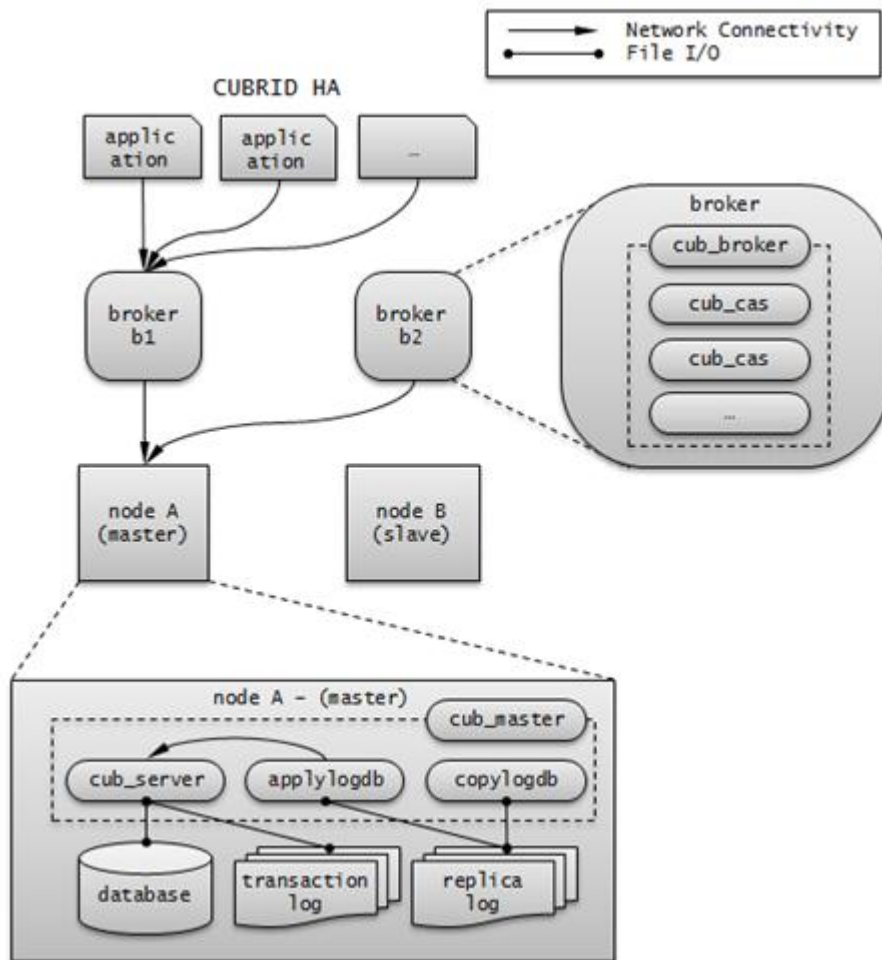 Network Connectivity
File I/O
CUBRID HA
applic
ation
applic
ation
…
broker
b1
broker
b2
broker
cub_broker
cub_cas
cub_cas
…
node A
(master)
node B
(slave)
node A – (master)
cub_master
cub_server
applylogdb
copylogdb
database
transaction
log
replica
log